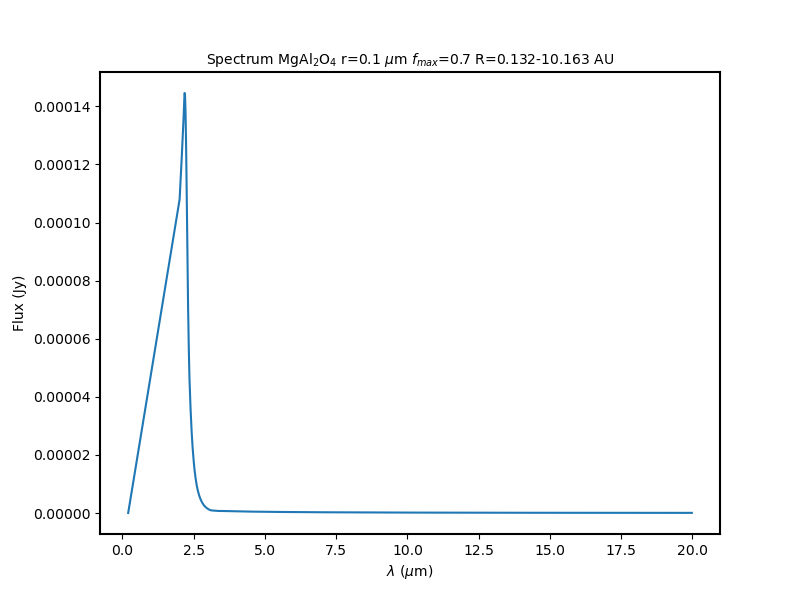 Spectrum MgAl₂O₄ r=0.1 μm f_max=0.7 R=0.132-10.163 AU
0.00014
0.00012
0.00010
0.00008
0.00006
0.00004
0.00002
0.00000
Flux (Jy)
0.0 2.5 5.0 7.5 10.0 12.5 15.0 17.5 20.0
λ (μm)